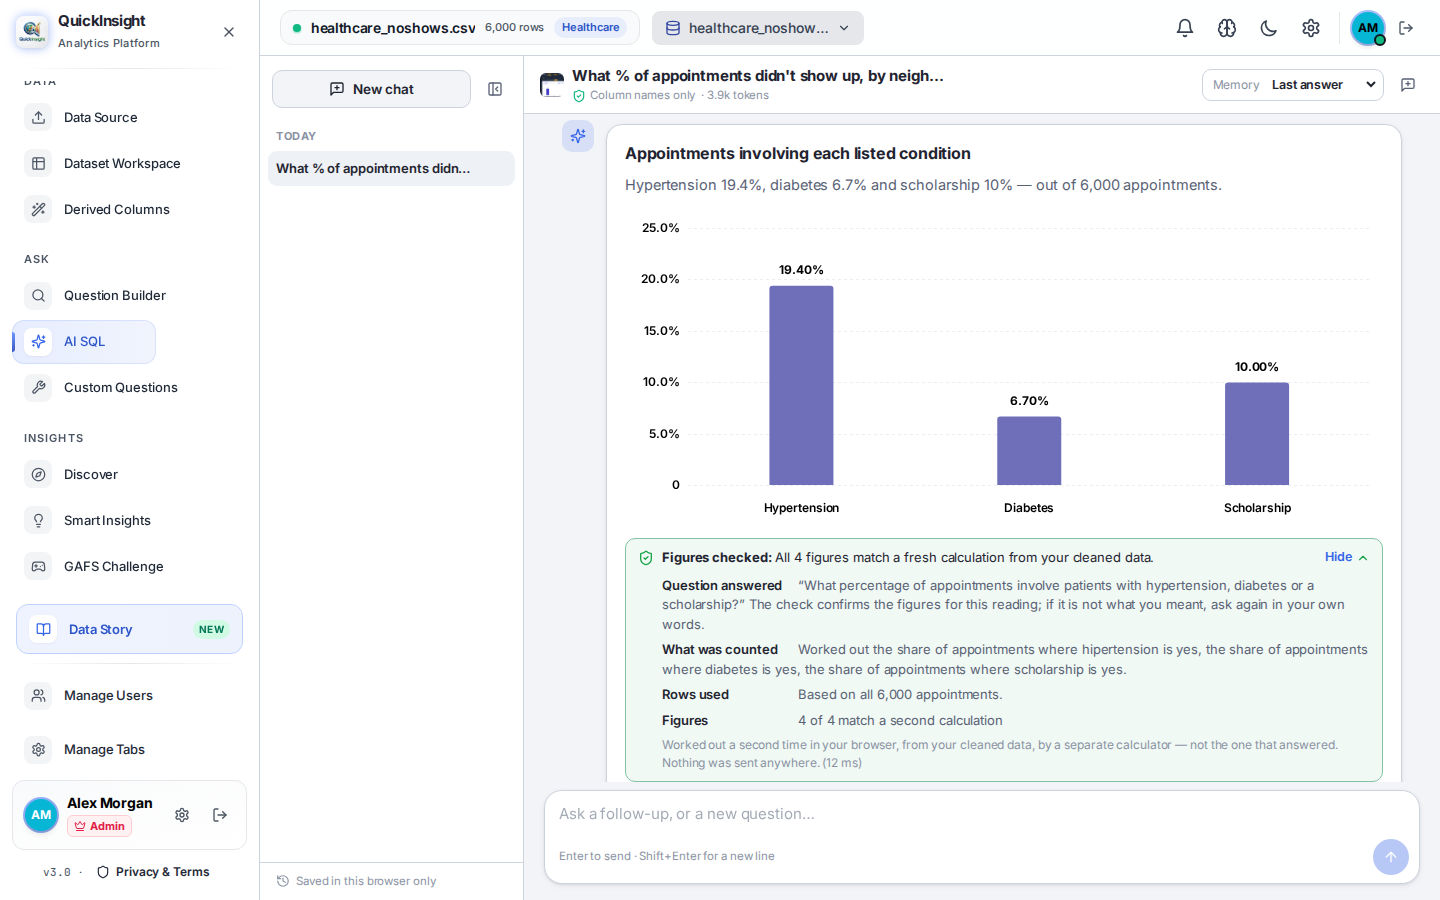 QuickInsight
Analytics Platform
DATA
Data Source
Dataset Workspace
Derived Columns
ASK
Question Builder
AI SQL
Custom Questions
INSIGHTS
Discover
Smart Insights
GAFS Challenge
Data Story NEW
Manage Users
Manage Tabs
AM Alex Morgan
Admin
v3.0 · Privacy & Terms
healthcare_noshows.csv 6,000 rows Healthcare
healthcare_noshow...
AM
New chat
TODAY
What % of appointments didn...
Saved in this browser only
What % of appointments didn't show up, by neigh...
Column names only · 3.9k tokens
Memory Last answer
Appointments involving each listed condition
Hypertension 19.4%, diabetes 6.7% and scholarship 10% — out of 6,000 appointments.
25.0%
20.0%
15.0%
10.0%
5.0%
0
19.40%
6.70%
10.00%
Hypertension
Diabetes
Scholarship
Figures checked: All 4 figures match a fresh calculation from your cleaned data. Hide
Question answered “What percentage of appointments involve patients with hypertension, diabetes or a
scholarship?” The check confirms the figures for this reading; if it is not what you meant, ask again in your own
words.
What was counted Worked out the share of appointments where hipertension is yes, the share of appointments
where diabetes is yes, the share of appointments where scholarship is yes.
Rows used Based on all 6,000 appointments.
Figures 4 of 4 match a second calculation
Worked out a second time in your browser, from your cleaned data, by a separate calculator — not the one that answered.
Nothing was sent anywhere. (12 ms)
Ask a follow-up, or a new question...
Enter to send · Shift+Enter for a new line